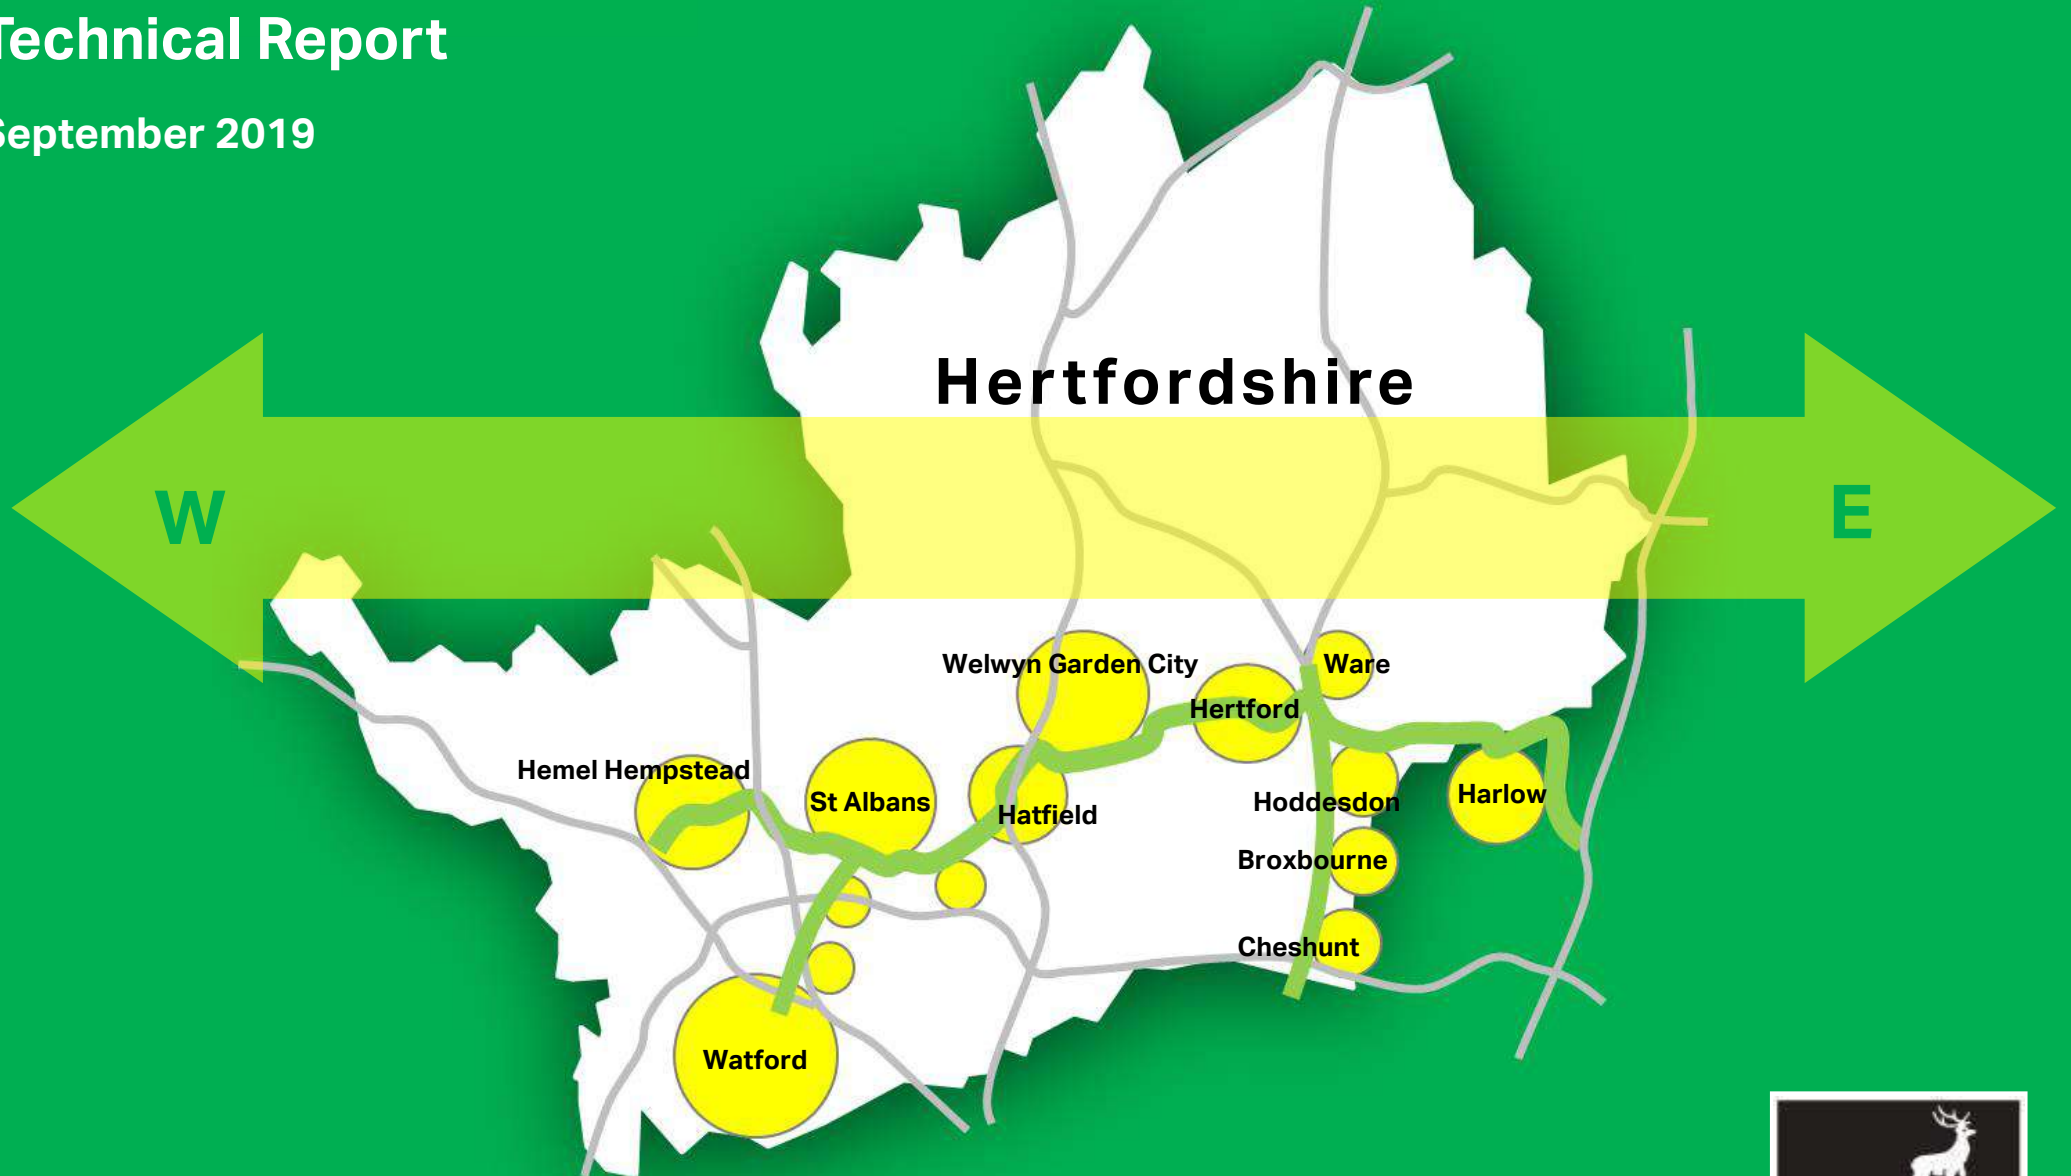 Technical Report
September 2019
Hertfordshire
W
E
Welwyn Garden City
Ware
Hertford
Hemel Hempstead
St Albans
Hatfield
Hoddesdon
Harlow
Broxbourne
Cheshunt
Watford